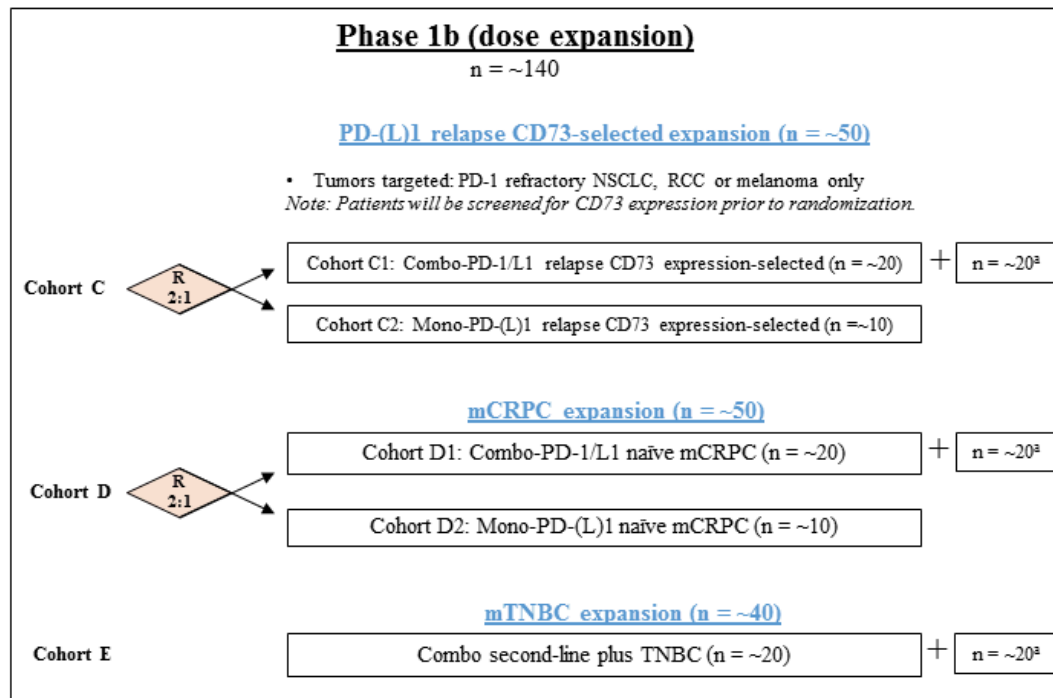 Phase 1b (dose expansion)
n = ~140
PD-(L)1 relapse CD73-selected expansion (n = ~50)
• Tumors targeted: PD-1 refractory NSCLC, RCC or melanoma only
Note: Patients will be screened for CD73 expression prior to randomization.
Cohort C
R
2:1
Cohort C1: Combo-PD-1/L1 relapse CD73 expression-selected (n = ~20)
+
n = ~20ª
Cohort C2: Mono-PD-(L)1 relapse CD73 expression-selected (n =~10)
mCRPC expansion (n = ~50)
Cohort D
R
2:1
Cohort D1: Combo-PD-1/L1 naïve mCRPC (n = ~20)
+
n = ~20ª
Cohort D2: Mono-PD-(L)1 naïve mCRPC (n = ~10)
mTNBC expansion (n = ~40)
Cohort E
Combo second-line plus TNBC (n = ~20)
+
n = ~20ª